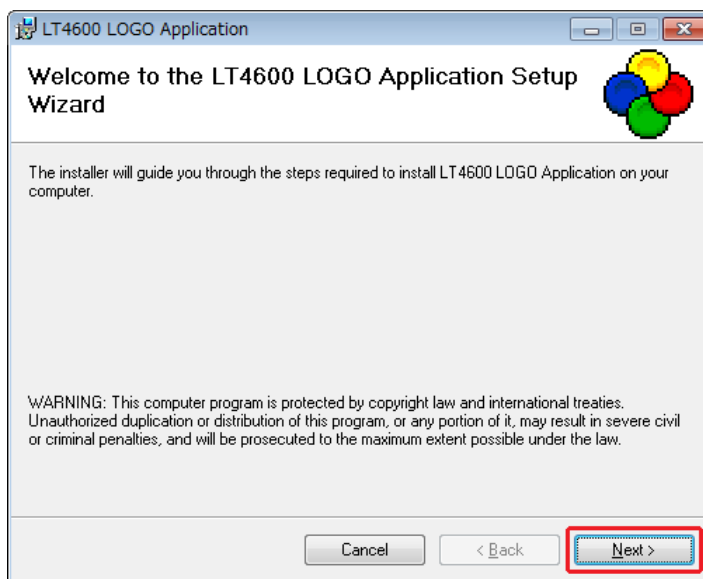 LT4600 LOGO Application
Welcome to the LT4600 LOGO Application Setup
Wizard
The installer will guide you through the steps required to install LT4600 LOGO Application on your
computer.
WARNING: This computer program is protected by copyright law and international treaties.
Unauthorized duplication or distribution of this program, or any portion of it, may result in severe civil
or criminal penalties, and will be prosecuted to the maximum extent possible under the law.
Cancel
< Back
Next >